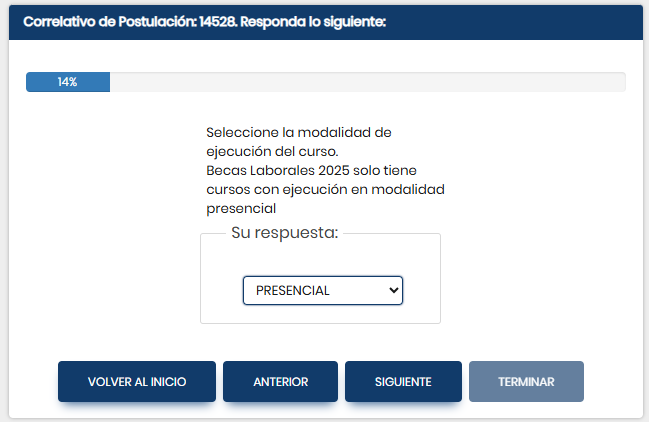 Correlativo de Postulación: 14528. Responda lo siguiente:
14%
Seleccione la modalidad de
ejecución del curso.
Becas Laborales 2025 solo tiene
cursos con ejecución en modalidad
presencial
Su respuesta:
PRESENCIAL
VOLVER AL INICIO
ANTERIOR
SIGUIENTE
TERMINAR